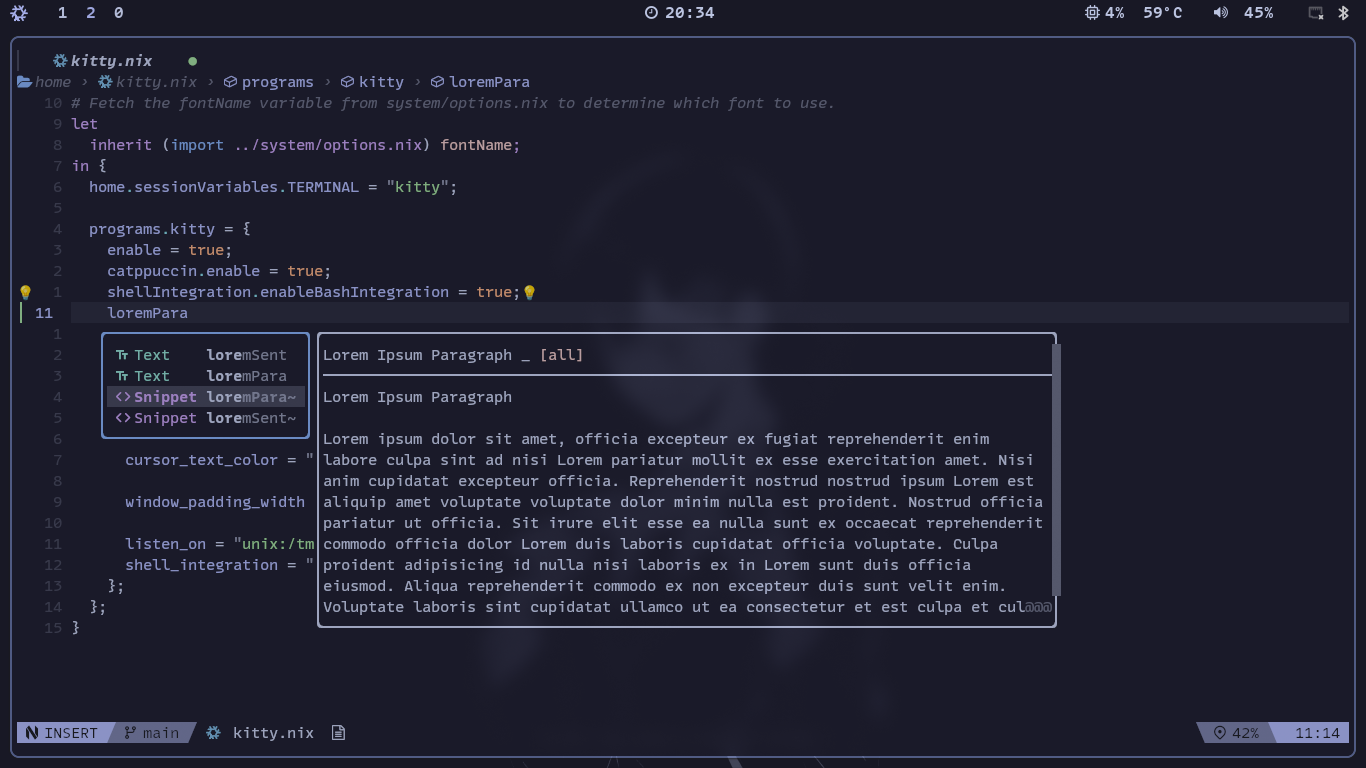 1 2 0 20:34 4% 59°C 45%
kitty.nix
home › kitty.nix › programs › kitty › loremPara
10 # Fetch the fontName variable from system/options.nix to determine which font to use.
9 let
8 inherit (import ../system/options.nix) fontName;
7 in {
6 home.sessionVariables.TERMINAL = "kitty";
5
4 programs.kitty = {
3 enable = true;
2 catppuccin.enable = true;
1 shellIntegration.enableBashIntegration = true;
11 loremPara
1
2 Text loremSent Lorem Ipsum Paragraph _ [all]
3 Text loremPara
4 Snippet loremPara~ Lorem Ipsum Paragraph
5 Snippet loremSent~
6 Lorem ipsum dolor sit amet, officia excepteur ex fugiat reprehenderit enim
7 cursor_text_color = " labore culpa sint ad nisi Lorem pariatur mollit ex esse exercitation amet. Nisi
8 anim cupidatat excepteur officia. Reprehenderit nostrud nostrud ipsum Lorem est
9 window_padding_width aliquip amet voluptate voluptate dolor minim nulla est proident. Nostrud officia
10 pariatur ut officia. Sit irure elit esse ea nulla sunt ex occaecat reprehenderit
11 listen_on = "unix:/tm commodo officia dolor Lorem duis laboris cupidatat officia voluptate. Culpa
12 shell_integration = " proident adipisicing id nulla nisi laboris ex in Lorem sunt duis officia
13 }; eiusmod. Aliqua reprehenderit commodo ex non excepteur duis sunt velit enim.
14 }; Voluptate laboris sint cupidatat ullamco ut ea consectetur et est culpa et cul@@@
15 }
INSERT main kitty.nix 42% 11:14